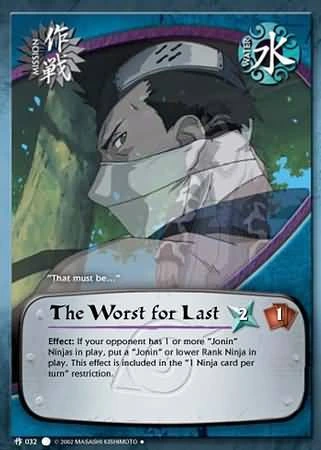 作戦
MISSION
WATER
水
"That must be..."
The Worst for Last 2 1
Effect: If your opponent has 1 or more "Jonin"
Ninjas in play, put a "Jonin" or lower Rank Ninja in
play. This effect is included in the "1 Ninja card per
turn" restriction.
作 032 © 2002 MASASHI KISHIMOTO